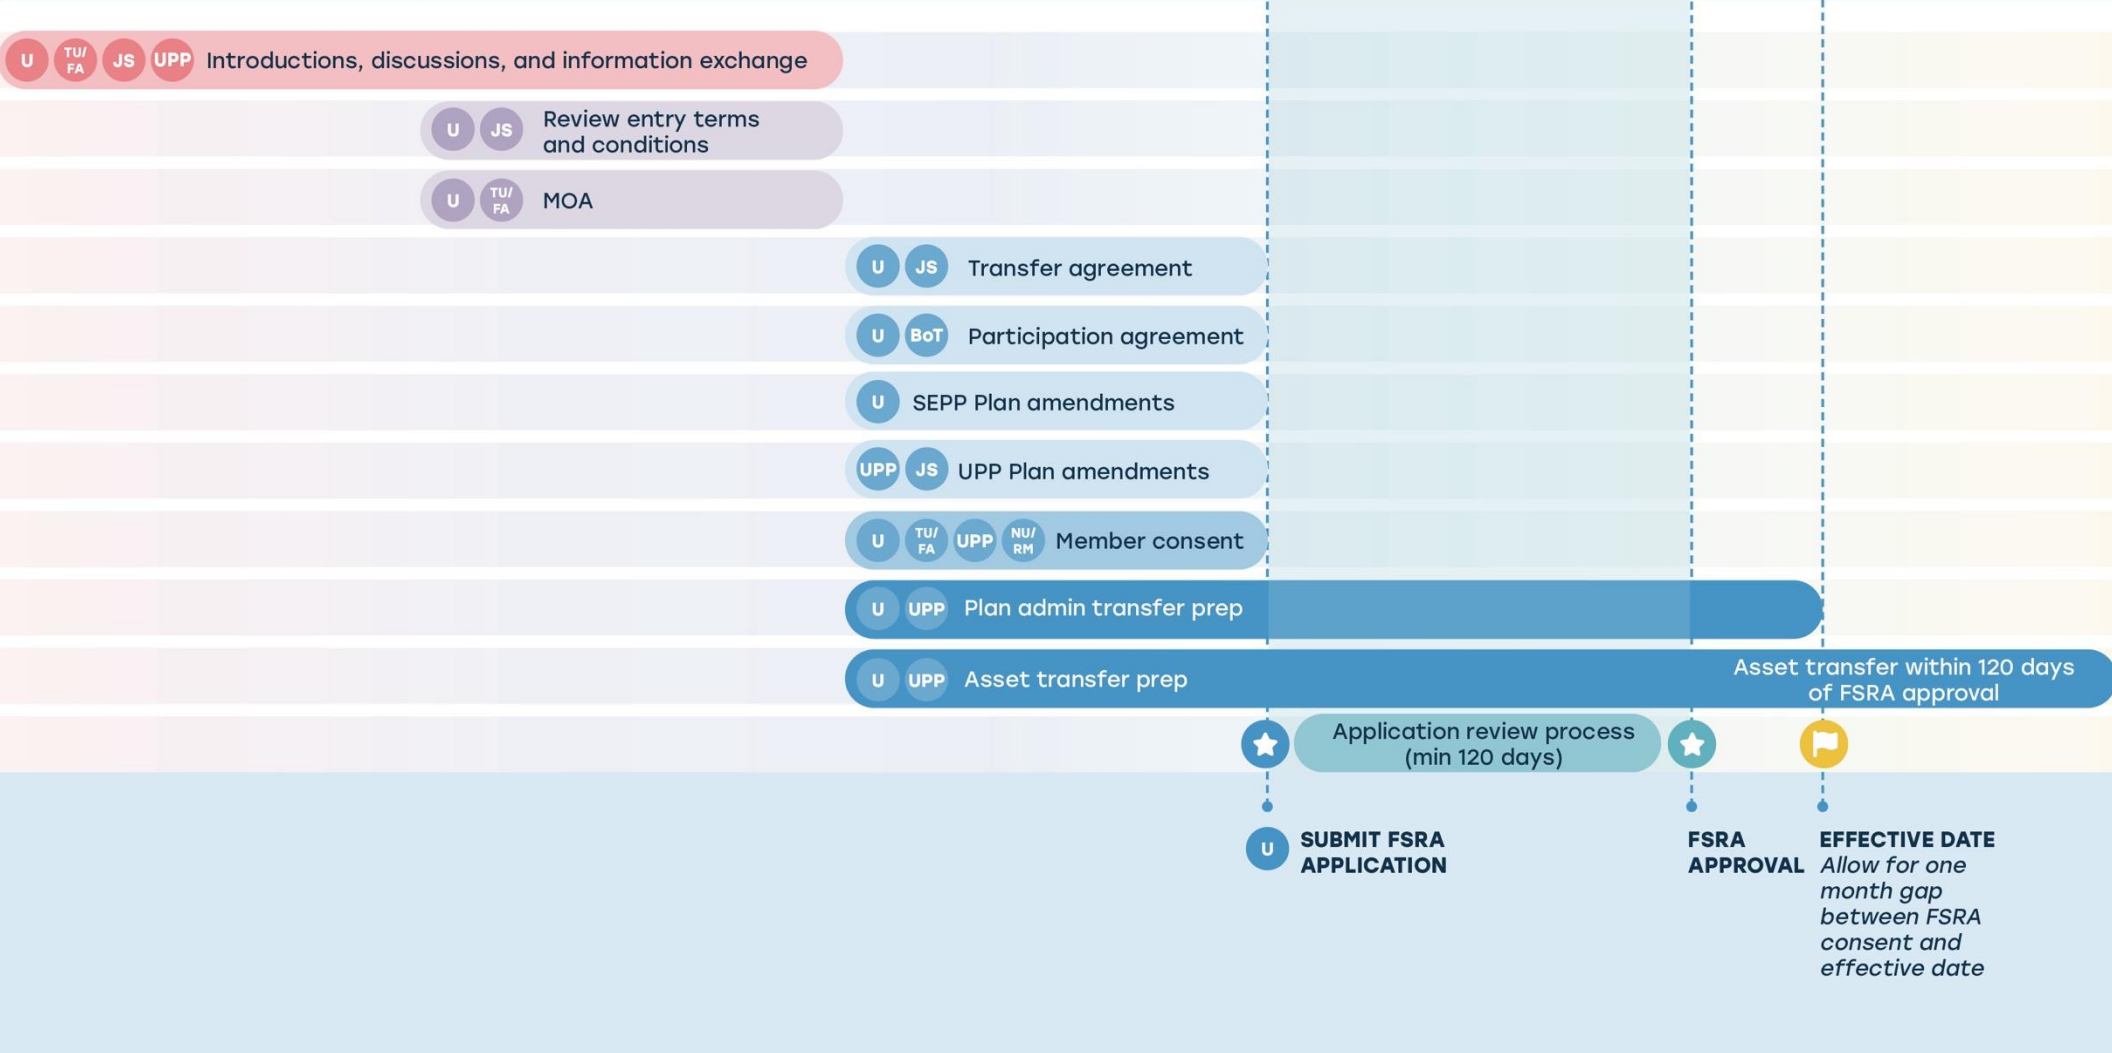 U TU/ FA JS UPP Introductions, discussions, and information exchange
U JS Review entry terms
and conditions
U TU/ FA MOA
U JS Transfer agreement
U BoT Participation agreement
U SEPP Plan amendments
UPP JS UPP Plan amendments
U TU/ FA UPP NU/ RM Member consent
U UPP Plan admin transfer prep
U UPP Asset transfer prep
Asset transfer within 120 days
of FSRA approval
Application review process
(min 120 days)
U SUBMIT FSRA
APPLICATION
FSRA
APPROVAL
EFFECTIVE DATE
Allow for one
month gap
between FSRA
consent and
effective date